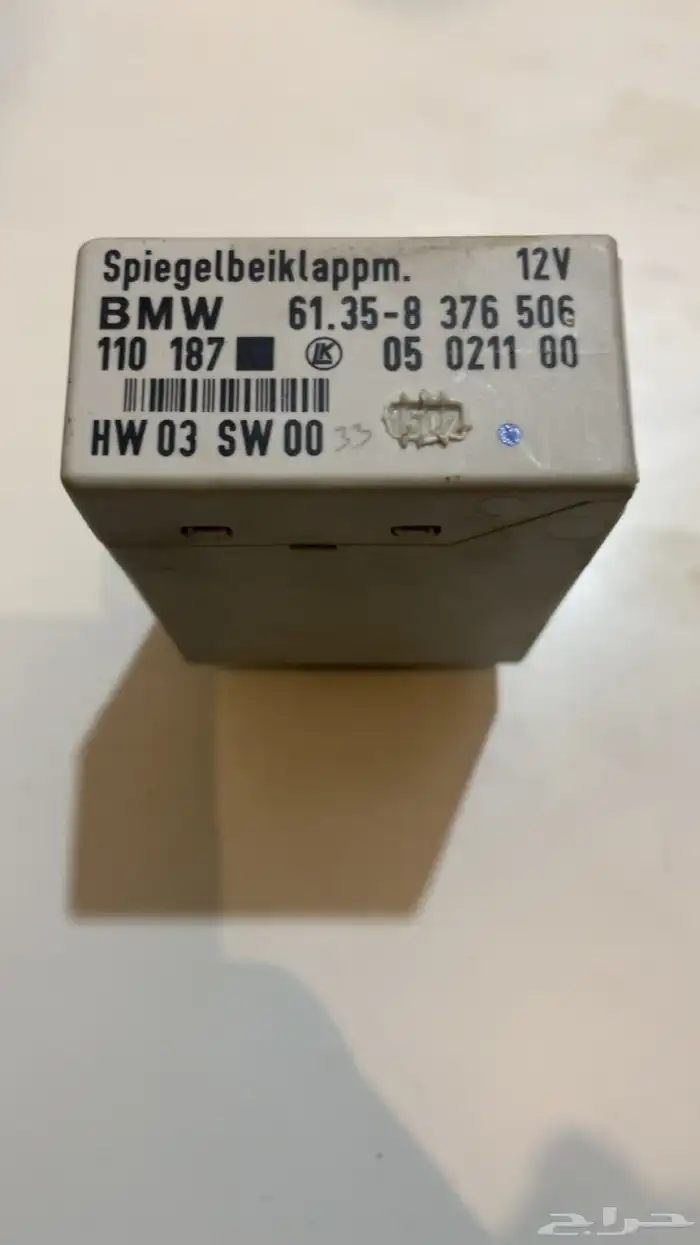 Spiegelbeiklappm. 12V
BMW 61.35-8 376 506
110 187 LK 05 0211 00
HW 03 SW 00 33
حراج